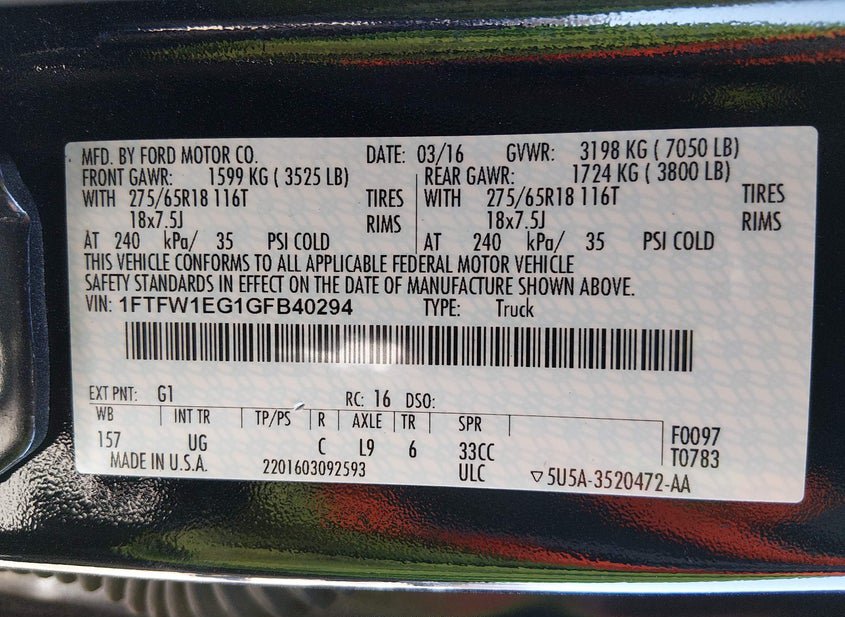 MFD. BY FORD MOTOR CO. DATE: 03/16 GVWR: 3198 KG ( 7050 LB)
FRONT GAWR: 1599 KG ( 3525 LB) REAR GAWR: 1724 KG ( 3800 LB)
WITH 275/65R18 116T TIRES WITH 275/65R18 116T TIRES
18x7.5J RIMS 18x7.5J RIMS
AT 240 kPa/ 35 PSI COLD AT 240 kPa/ 35 PSI COLD
THIS VEHICLE CONFORMS TO ALL APPLICABLE FEDERAL MOTOR VEHICLE
SAFETY STANDARDS IN EFFECT ON THE DATE OF MANUFACTURE SHOWN ABOVE.
VIN: 1FTFW1EG1GFB40294 TYPE: Truck
EXT PNT: G1 RC: 16 DSO:
WB INT TR TP/PS R AXLE TR SPR F0097
157 UG C L9 6 33CC T0783
MADE IN U.S.A. 2201603092593 ULC ▽5U5A-3520472-AA